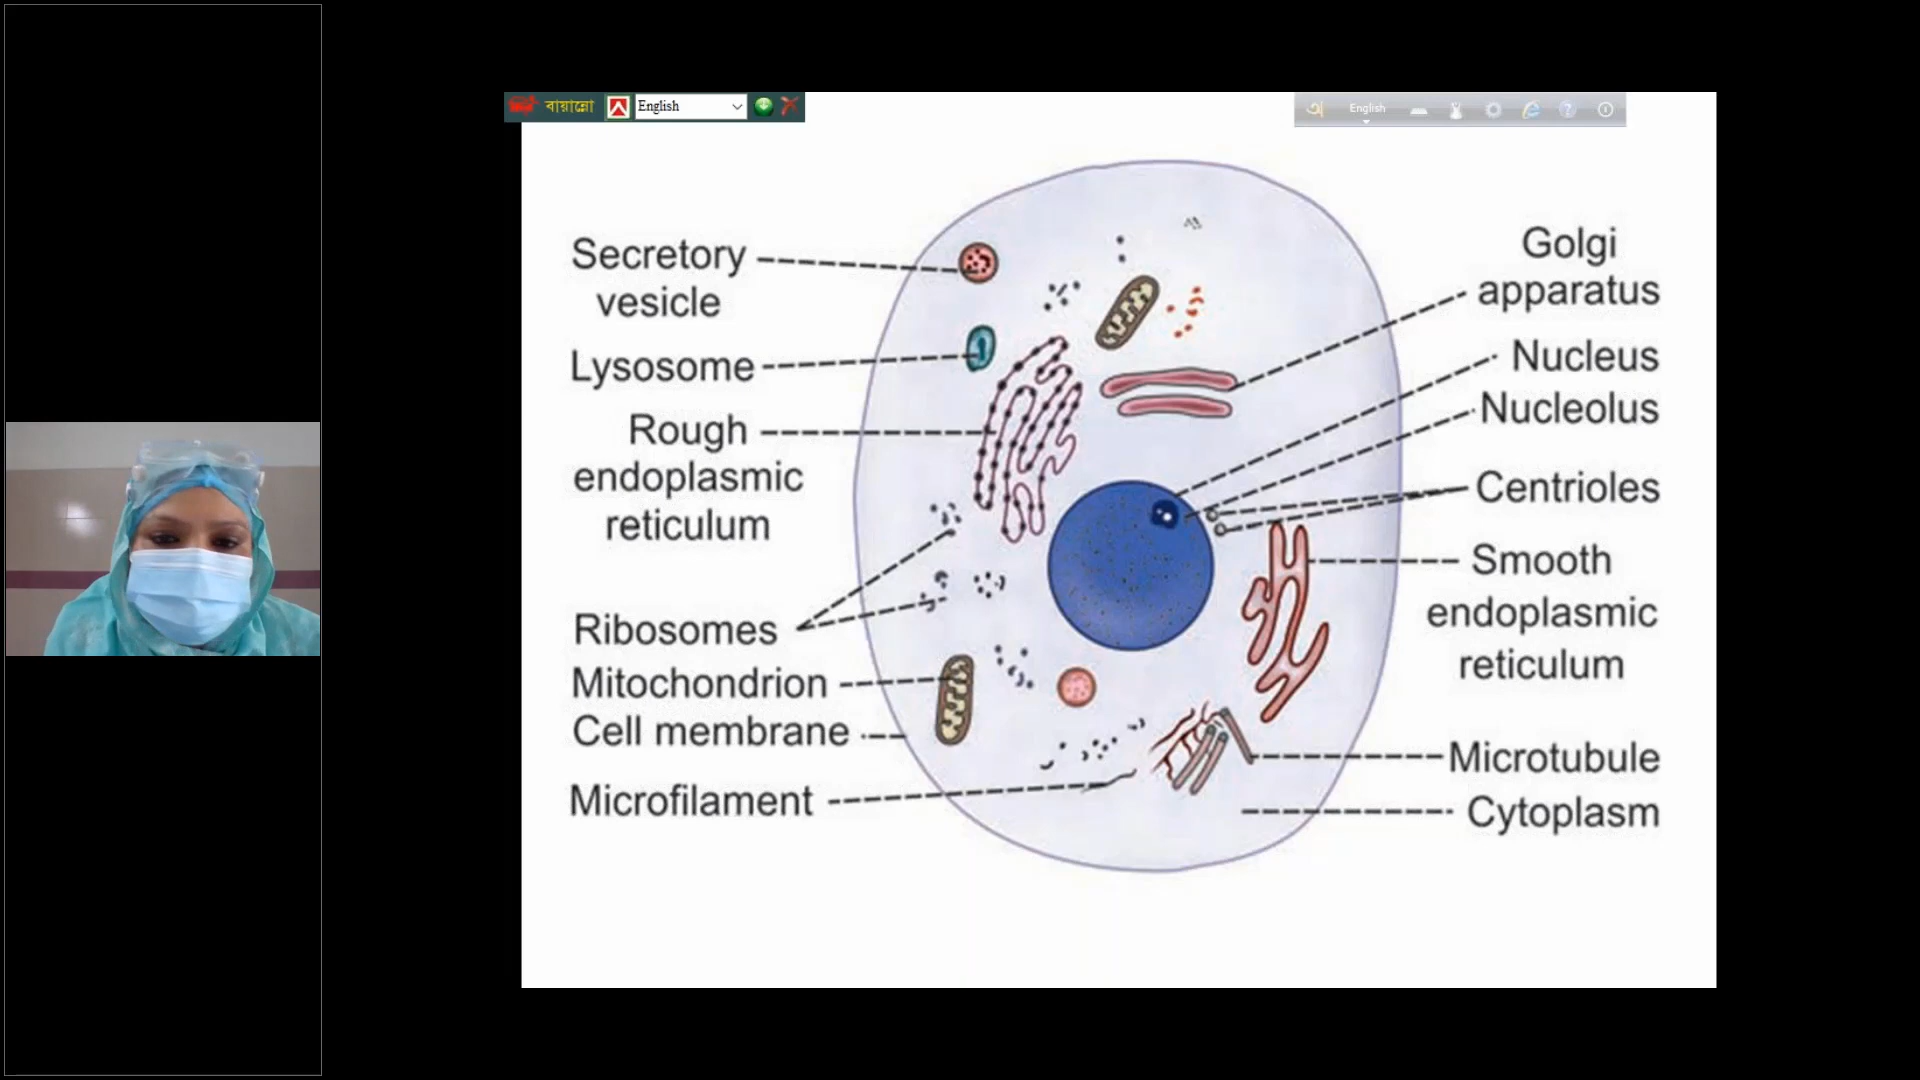 বায়ান্নো
English
English
Secretory
vesicle
Lysosome
Rough
endoplasmic
reticulum
Ribosomes
Mitochondrion
Cell membrane
Microfilament
Golgi
apparatus
Nucleus
Nucleolus
Centrioles
Smooth
endoplasmic
reticulum
Microtubule
Cytoplasm